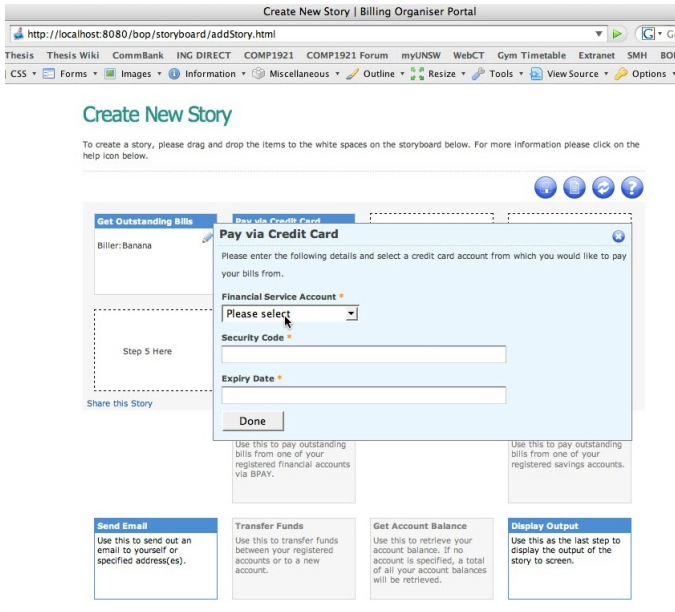 Create New Story | Billing Organiser Portal
http://localhost:8080/bop/storyboard/addStory.html
G
Thesis Thesis Wiki CommBank ING DIRECT COMP1921 COMP1921 Forum myUNSW WebCT Gym Timetable Extranet SMH
CSS Forms Images Information Miscellaneous Outline Resize Tools View Source Options
Create New Story
To create a story, please drag and drop the items to the white spaces on the storyboard below. For more information please click on the
help icon below.
Get Outstanding Bills
Biller:Banana
Pay via Credit Card
Pay via Credit Card
Please enter the following details and select a credit card account from which you would like to pay
your bills from.
Financial Service Account *
Please select
Security Code *
Expiry Date *
Done
Step 5 Here
Share this Story
Use this to pay outstanding
bills from one of your
registered financial accounts
via BPAY.
Use this to pay outstanding
bills from one of your
registered savings accounts.
Send Email
Use this to send out an
email to yourself or
specified address(es).
Transfer Funds
Use this to transfer funds
between your registered
accounts or to a new
account.
Get Account Balance
Use this to retrieve your
account balance. If no
account is specified, a total
of all your account balances
will be retrieved.
Display Output
Use this as the last step to
display the output of the
story to screen.